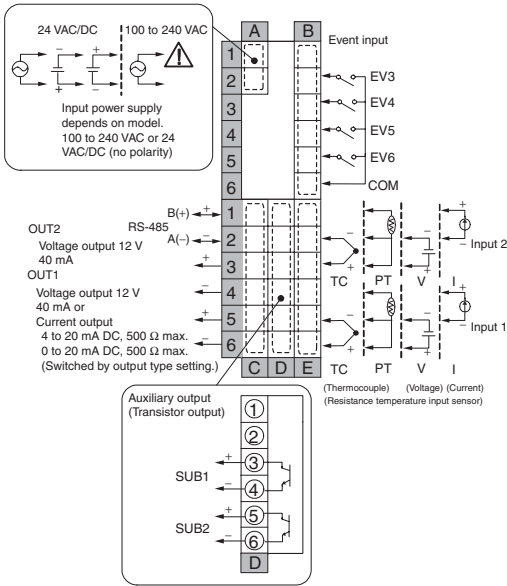 24 VAC/DC
100 to 240 VAC
Input power supply
depends on model.
100 to 240 VAC or 24
VAC/DC (no polarity)
A
B
1
2
3
4
5
6
Event input
EV3
EV4
EV5
EV6
COM
1
2
3
4
5
6
C D E
B(+)
RS-485
A(−)
OUT2
Voltage output 12 V
40 mA
OUT1
Voltage output 12 V
40 mA or
Current output
4 to 20 mA DC, 500 Ω max.
0 to 20 mA DC, 500 Ω max.
(Switched by output type setting.)
TC PT V I
Input 2
Input 1
TC PT V I
(Thermocouple) (Voltage) (Current)
(Resistance temperature input sensor)
Auxiliary output
(Transistor output)
1
2
3
4
5
6
D
SUB1
SUB2